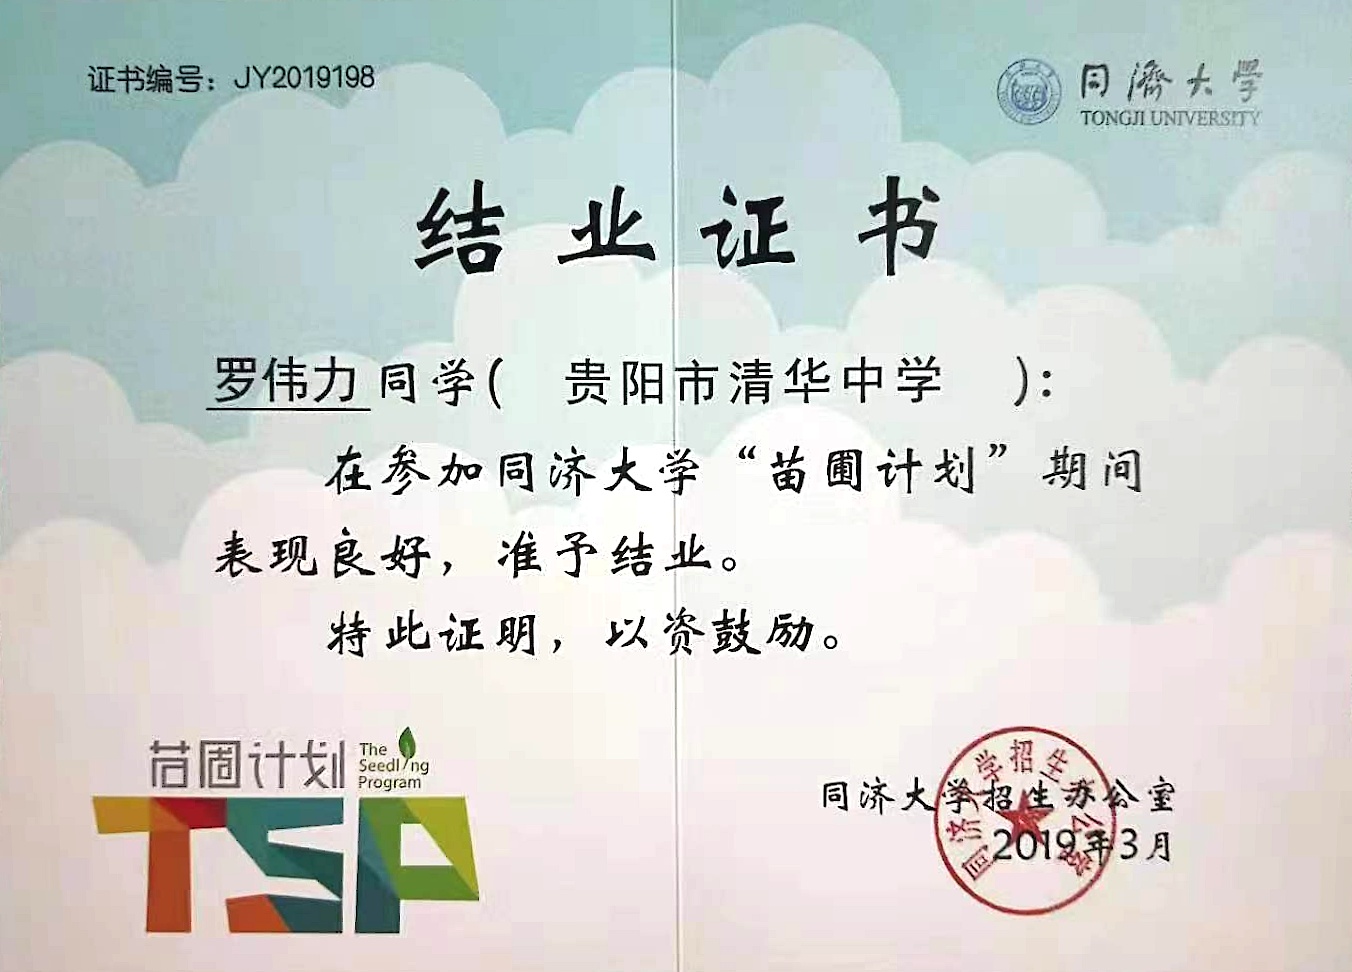 证书编号：JY2019198
同濟大學
TONGJI UNIVERSITY
结业证书
罗伟力同学( 贵阳市清华中学 )：
在参加同济大学“苗圃计划”期间
表现良好，准予结业。
特此证明，以资鼓励。
苗圃计划
The
Seedling
Program
TSP
同济大学招生办公室
2019年3月
同济大学招生办公室